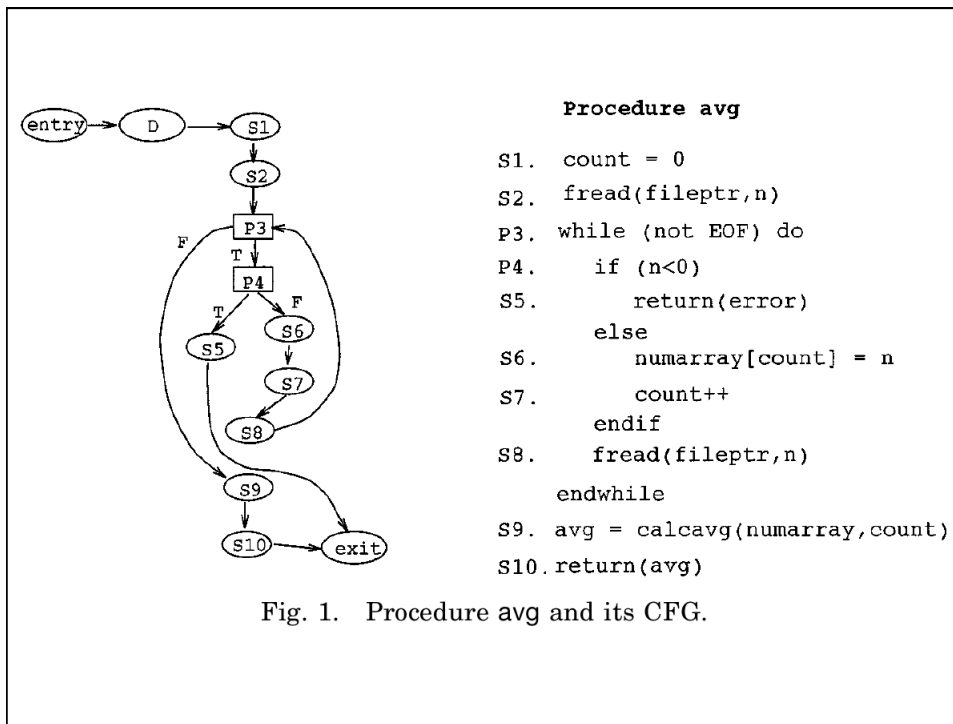 entry
D
S1
S2
F
P3
T
P4
T
F
S5
S6
S7
S8
S9
S10
exit
Procedure avg
S1. count = 0
S2. fread(fileptr,n)
P3. while (not EOF) do
P4. if (n<0)
S5. return(error)
else
S6. numarray[count] = n
S7. count++
endif
S8. fread(fileptr,n)
endwhile
S9. avg = calcavg(numarray,count)
S10. return(avg)
Fig. 1. Procedure avg and its CFG.